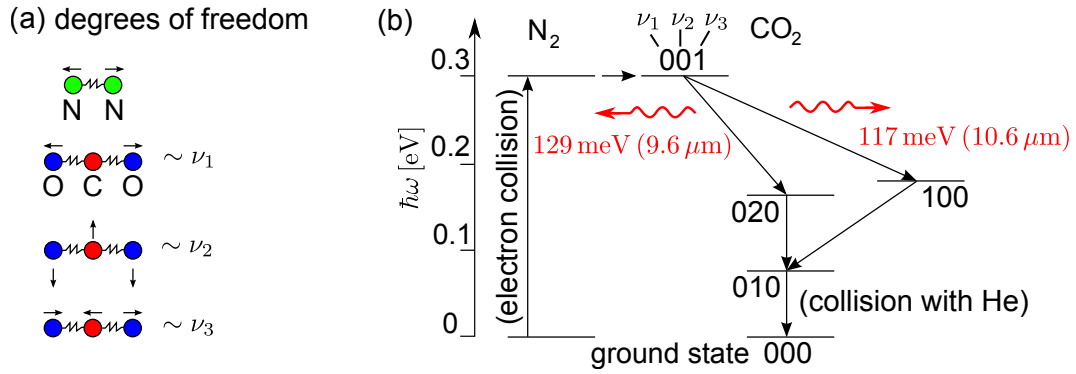 (a) degrees of freedom
N N
O C O
~ ν₁
~ ν₂
~ ν₃
(b)
N₂
ν₁ ν₂ ν₃
CO₂
ħω [eV]
0.3
0.2
0.1
0
(electron collision)
001
129 meV (9.6 μm)
117 meV (10.6 μm)
020
100
010
(collision with He)
ground state 000